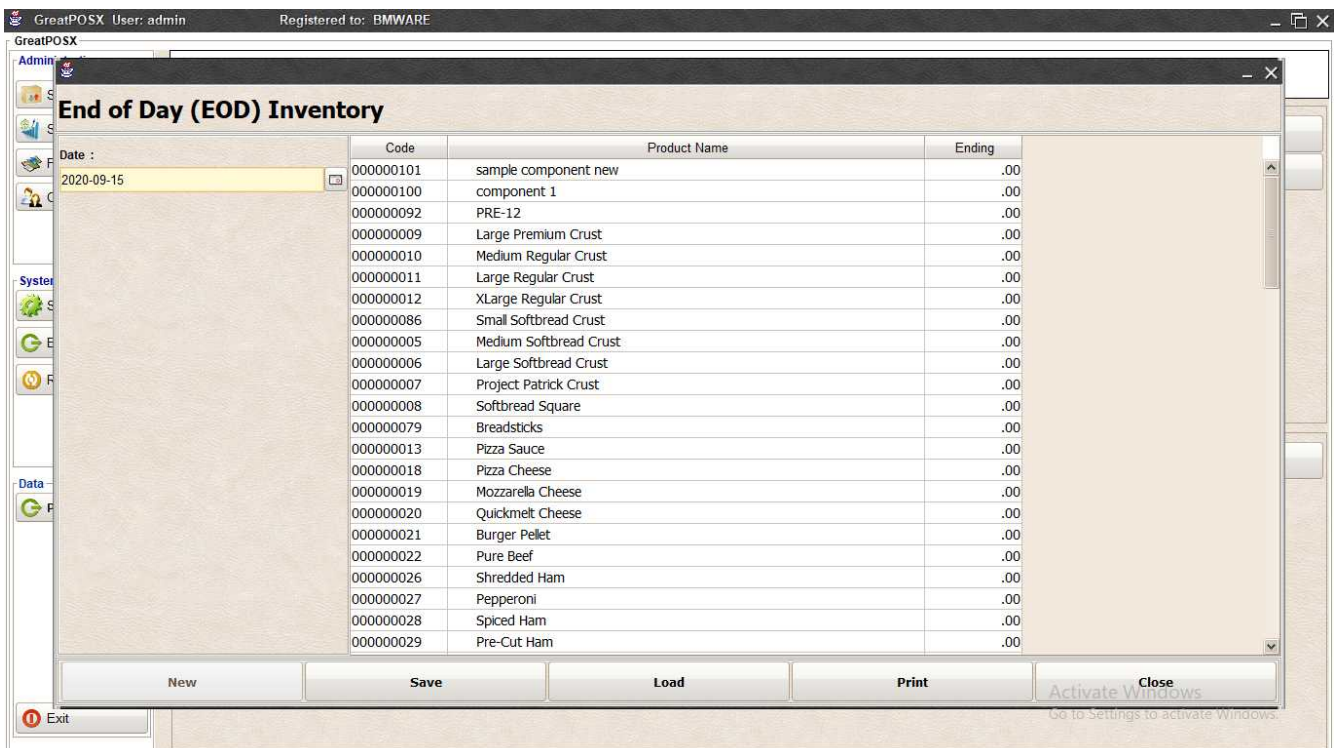 GreatPOSX User: admin Registered to: BMWARE
GreatPOSX
End of Day (EOD) Inventory
Date :
2020-09-15
Code Product Name Ending
000000101 sample component new .00
000000100 component 1 .00
000000092 PRE-12 .00
000000009 Large Premium Crust .00
000000010 Medium Regular Crust .00
000000011 Large Regular Crust .00
000000012 XLarge Regular Crust .00
000000086 Small Softbread Crust .00
000000005 Medium Softbread Crust .00
000000006 Large Softbread Crust .00
000000007 Project Patrick Crust .00
000000008 Softbread Square .00
000000079 Breadsticks .00
000000013 Pizza Sauce .00
000000018 Pizza Cheese .00
000000019 Mozzarella Cheese .00
000000020 Quickmelt Cheese .00
000000021 Burger Pellet .00
000000022 Pure Beef .00
000000026 Shredded Ham .00
000000027 Pepperoni .00
000000028 Spiced Ham .00
000000029 Pre-Cut Ham .00
Data
New Save Load Print Close
Activate Windows
Go to Settings to activate Windows.
Exit